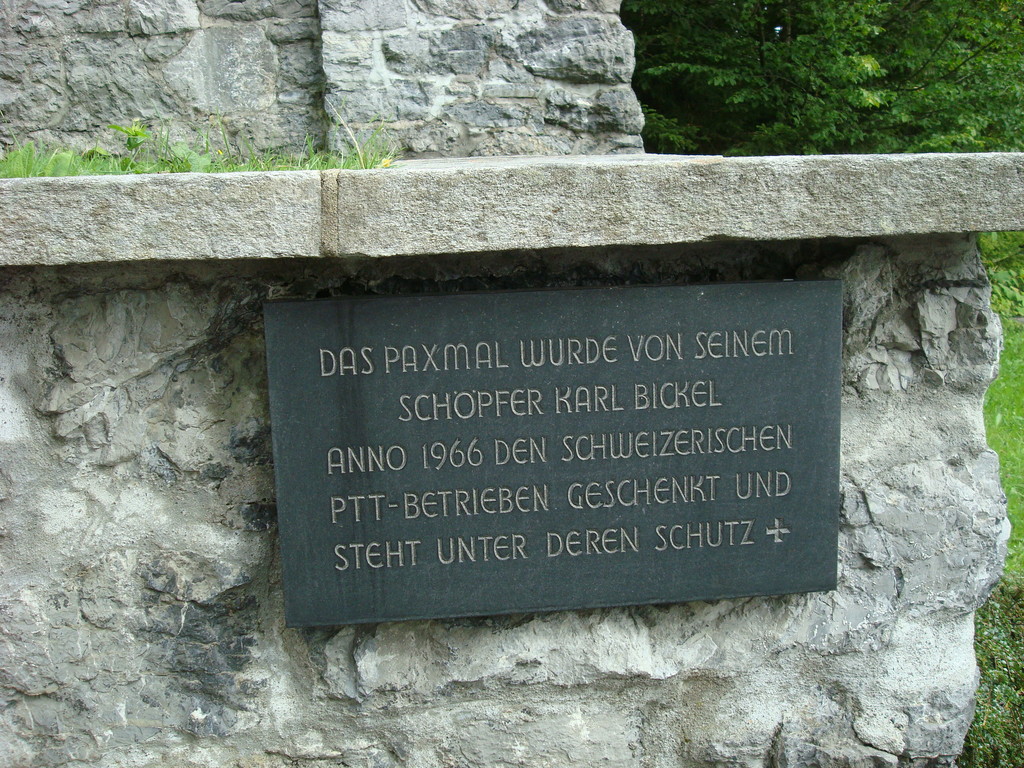 DAS PAXMAL WURDE VON SEINEM
SCHÖPFER KARL BICKEL
ANNO 1966 DEN SCHWEIZERISCHEN
PTT-BETRIEBEN GESCHENKT UND
STEHT UNTER DEREN SCHUTZ